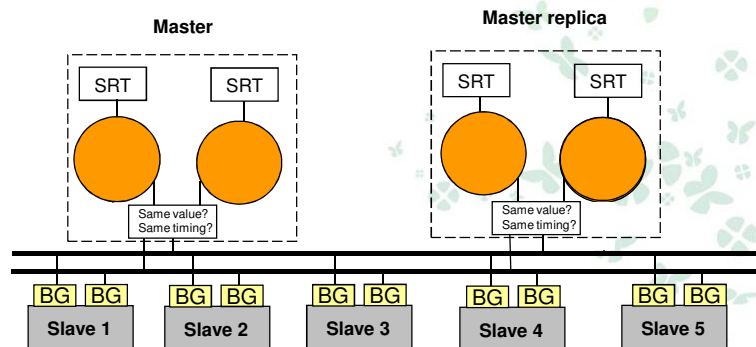 Master
Master replica
SRT
SRT
SRT
SRT
Same value?
Same timing?
Same value?
Same timing?
BG
BG
BG
BG
BG
BG
BG
BG
BG
BG
Slave 1
Slave 2
Slave 3
Slave 4
Slave 5